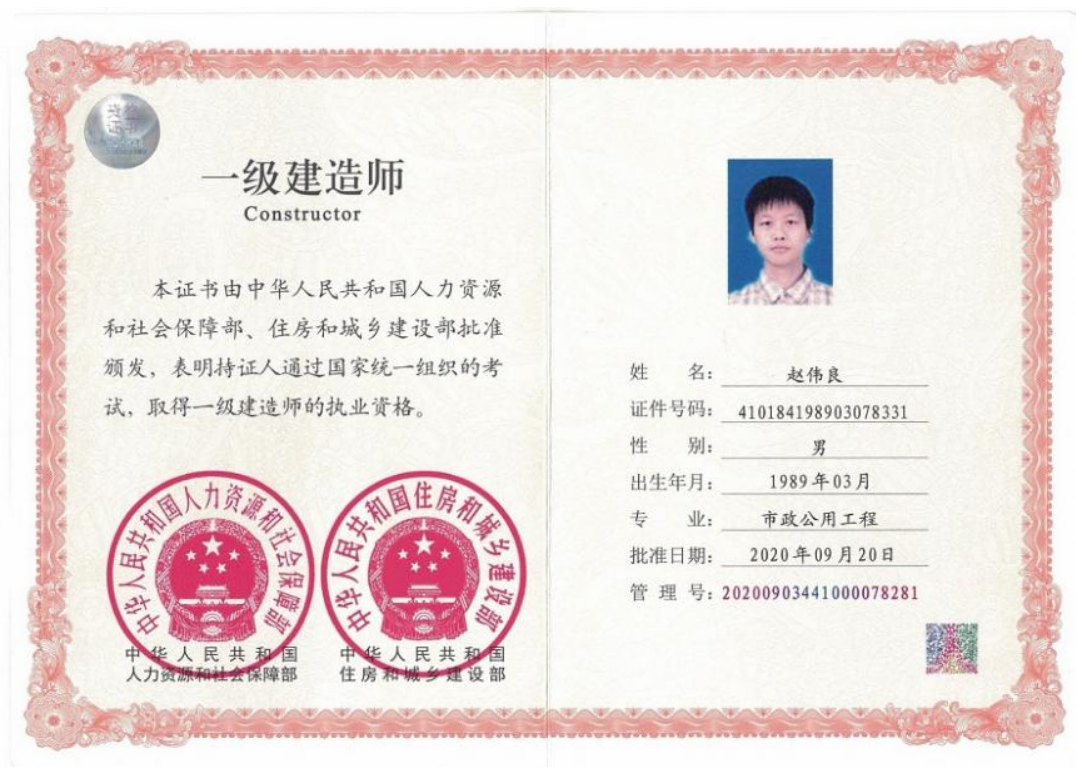 一级建造师
Constructor
本证书由中华人民共和国人力资源
和社会保障部、住房和城乡建设部批准
颁发，表明持证人通过国家统一组织的考
试，取得一级建造师的执业资格。
中华人民共和国人力资源和社会保障部
中华人民共和国住房和城乡建设部
中华人民共和国
人力资源和社会保障部
中华人民共和国
住房和城乡建设部
姓 名： 赵伟良
证件号码： 410184198903078331
性 别： 男
出生年月： 1989年03月
专 业： 市政公用工程
批准日期： 2020年09月20日
管 理 号： 20200903441000078281